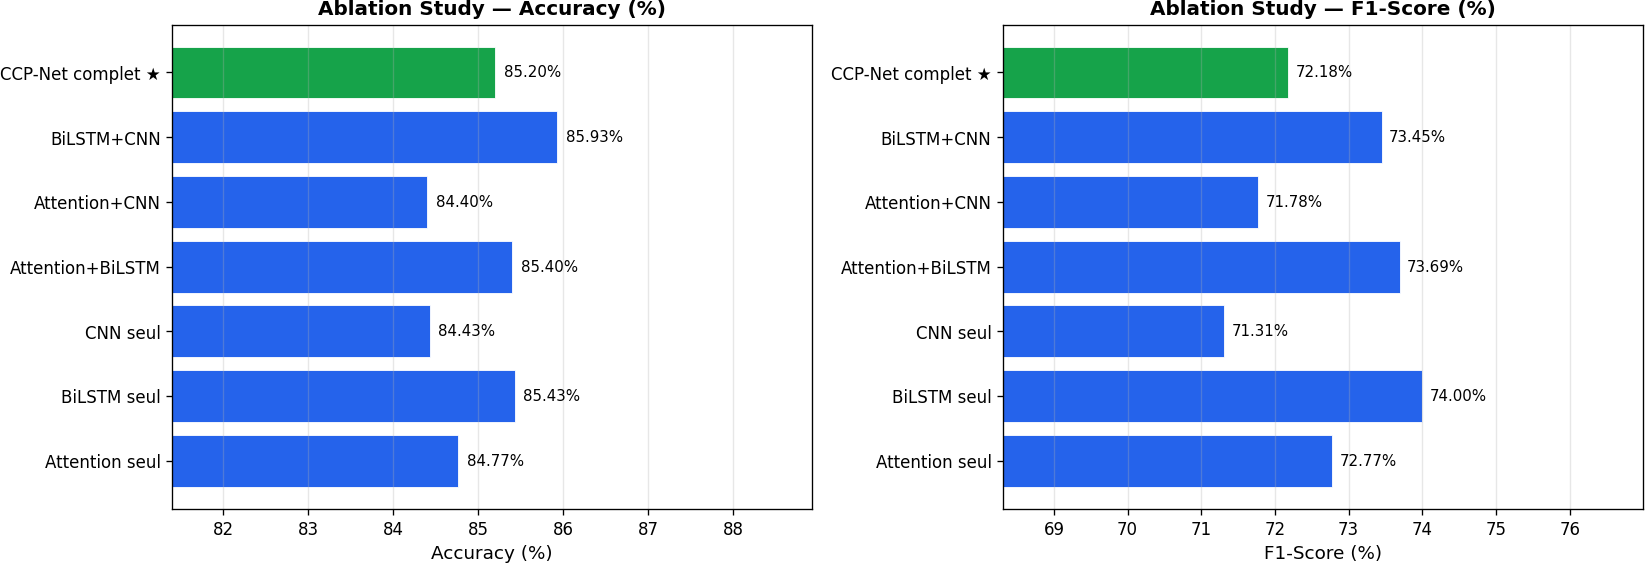 Ablation Study — Accuracy (%)
CCP-Net complet ★
85.20%
BiLSTM+CNN
85.93%
Attention+CNN
84.40%
Attention+BiLSTM
85.40%
CNN seul
84.43%
BiLSTM seul
85.43%
Attention seul
84.77%
82 83 84 85 86 87 88
Accuracy (%)
Ablation Study — F1-Score (%)
CCP-Net complet ★
72.18%
BiLSTM+CNN
73.45%
Attention+CNN
71.78%
Attention+BiLSTM
73.69%
CNN seul
71.31%
BiLSTM seul
74.00%
Attention seul
72.77%
69 70 71 72 73 74 75 76
F1-Score (%)